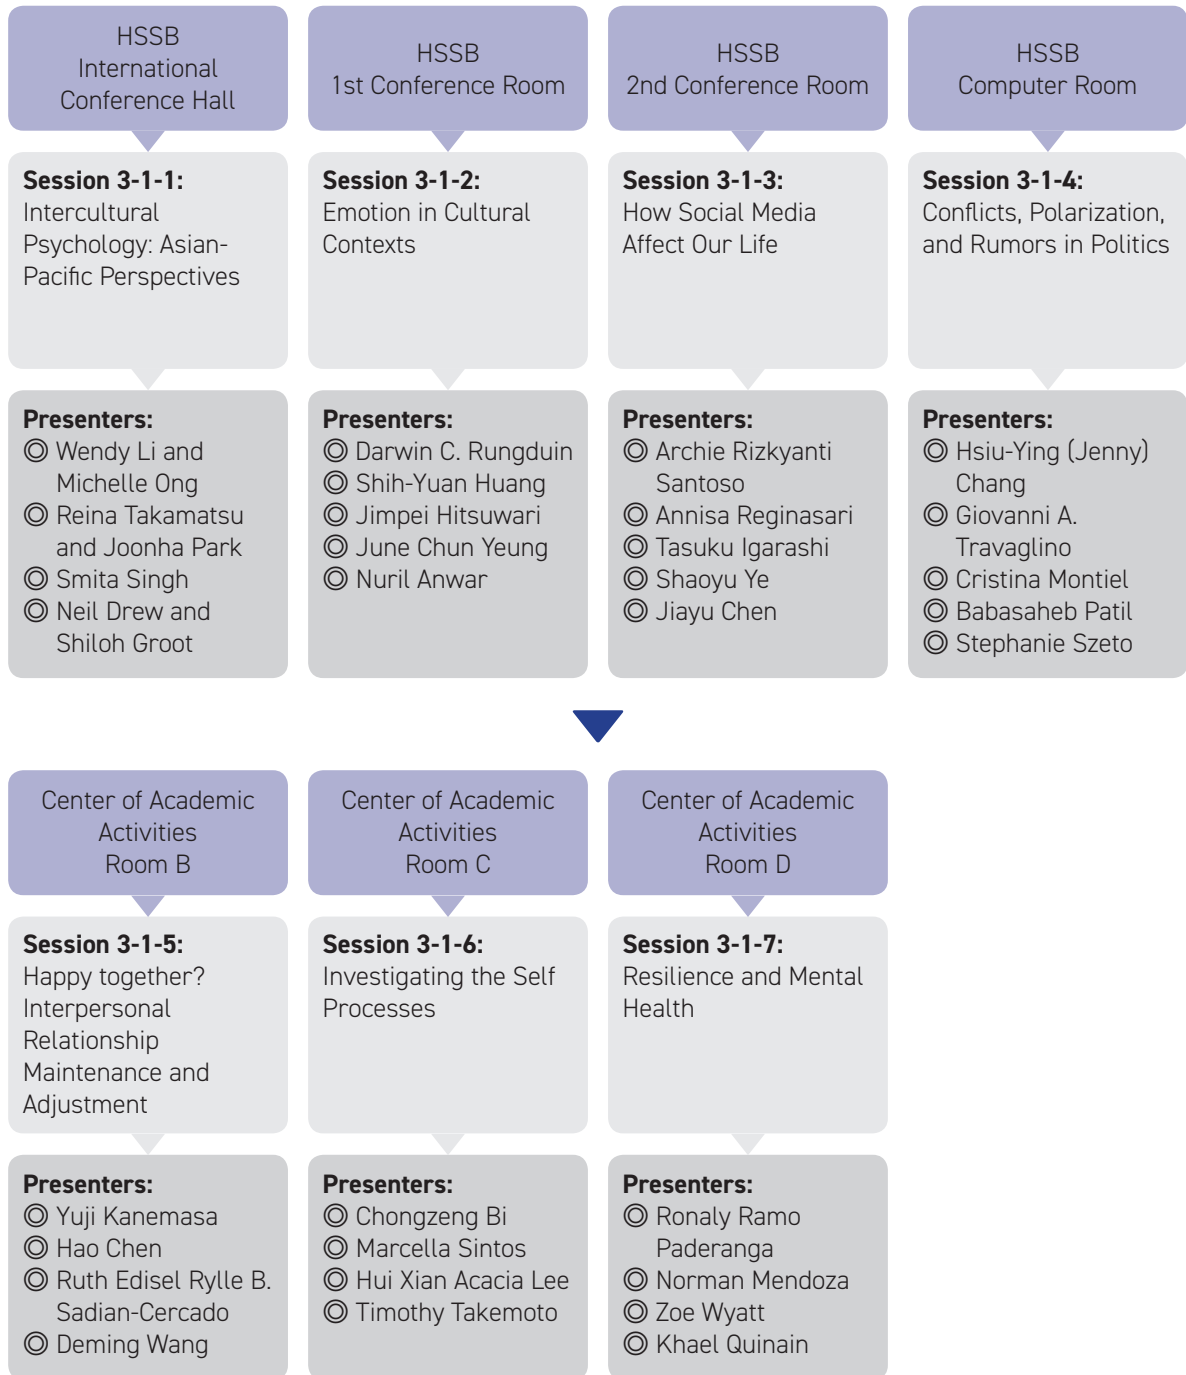 HSSB
International
Conference Hall
Session 3-1-1:
Intercultural
Psychology: Asian-
Pacific Perspectives
Presenters:
◎ Wendy Li and
Michelle Ong
◎ Reina Takamatsu
and Joonha Park
◎ Smita Singh
◎ Neil Drew and
Shiloh Groot
HSSB
1st Conference Room
Session 3-1-2:
Emotion in Cultural
Contexts
Presenters:
◎ Darwin C. Rungduin
◎ Shih-Yuan Huang
◎ Jimpei Hitsuwari
◎ June Chun Yeung
◎ Nuril Anwar
HSSB
2nd Conference Room
Session 3-1-3:
How Social Media
Affect Our Life
Presenters:
◎ Archie Rizkyanti
Santoso
◎ Annisa Reginasari
◎ Tasuku Igarashi
◎ Shaoyu Ye
◎ Jiayu Chen
HSSB
Computer Room
Session 3-1-4:
Conflicts, Polarization,
and Rumors in Politics
Presenters:
◎ Hsiu-Ying (Jenny)
Chang
◎ Giovanni A.
Travaglino
◎ Cristina Montiel
◎ Babasaheb Patil
◎ Stephanie Szeto
Center of Academic
Activities
Room B
Session 3-1-5:
Happy together?
Interpersonal
Relationship
Maintenance and
Adjustment
Presenters:
◎ Yuji Kanemasa
◎ Hao Chen
◎ Ruth Edisel Rylle B.
Sadian-Cercado
◎ Deming Wang
Center of Academic
Activities
Room C
Session 3-1-6:
Investigating the Self
Processes
Presenters:
◎ Chongzeng Bi
◎ Marcella Sintos
◎ Hui Xian Acacia Lee
◎ Timothy Takemoto
Center of Academic
Activities
Room D
Session 3-1-7:
Resilience and Mental
Health
Presenters:
◎ Ronaly Ramo
Paderanga
◎ Norman Mendoza
◎ Zoe Wyatt
◎ Khael Quinain